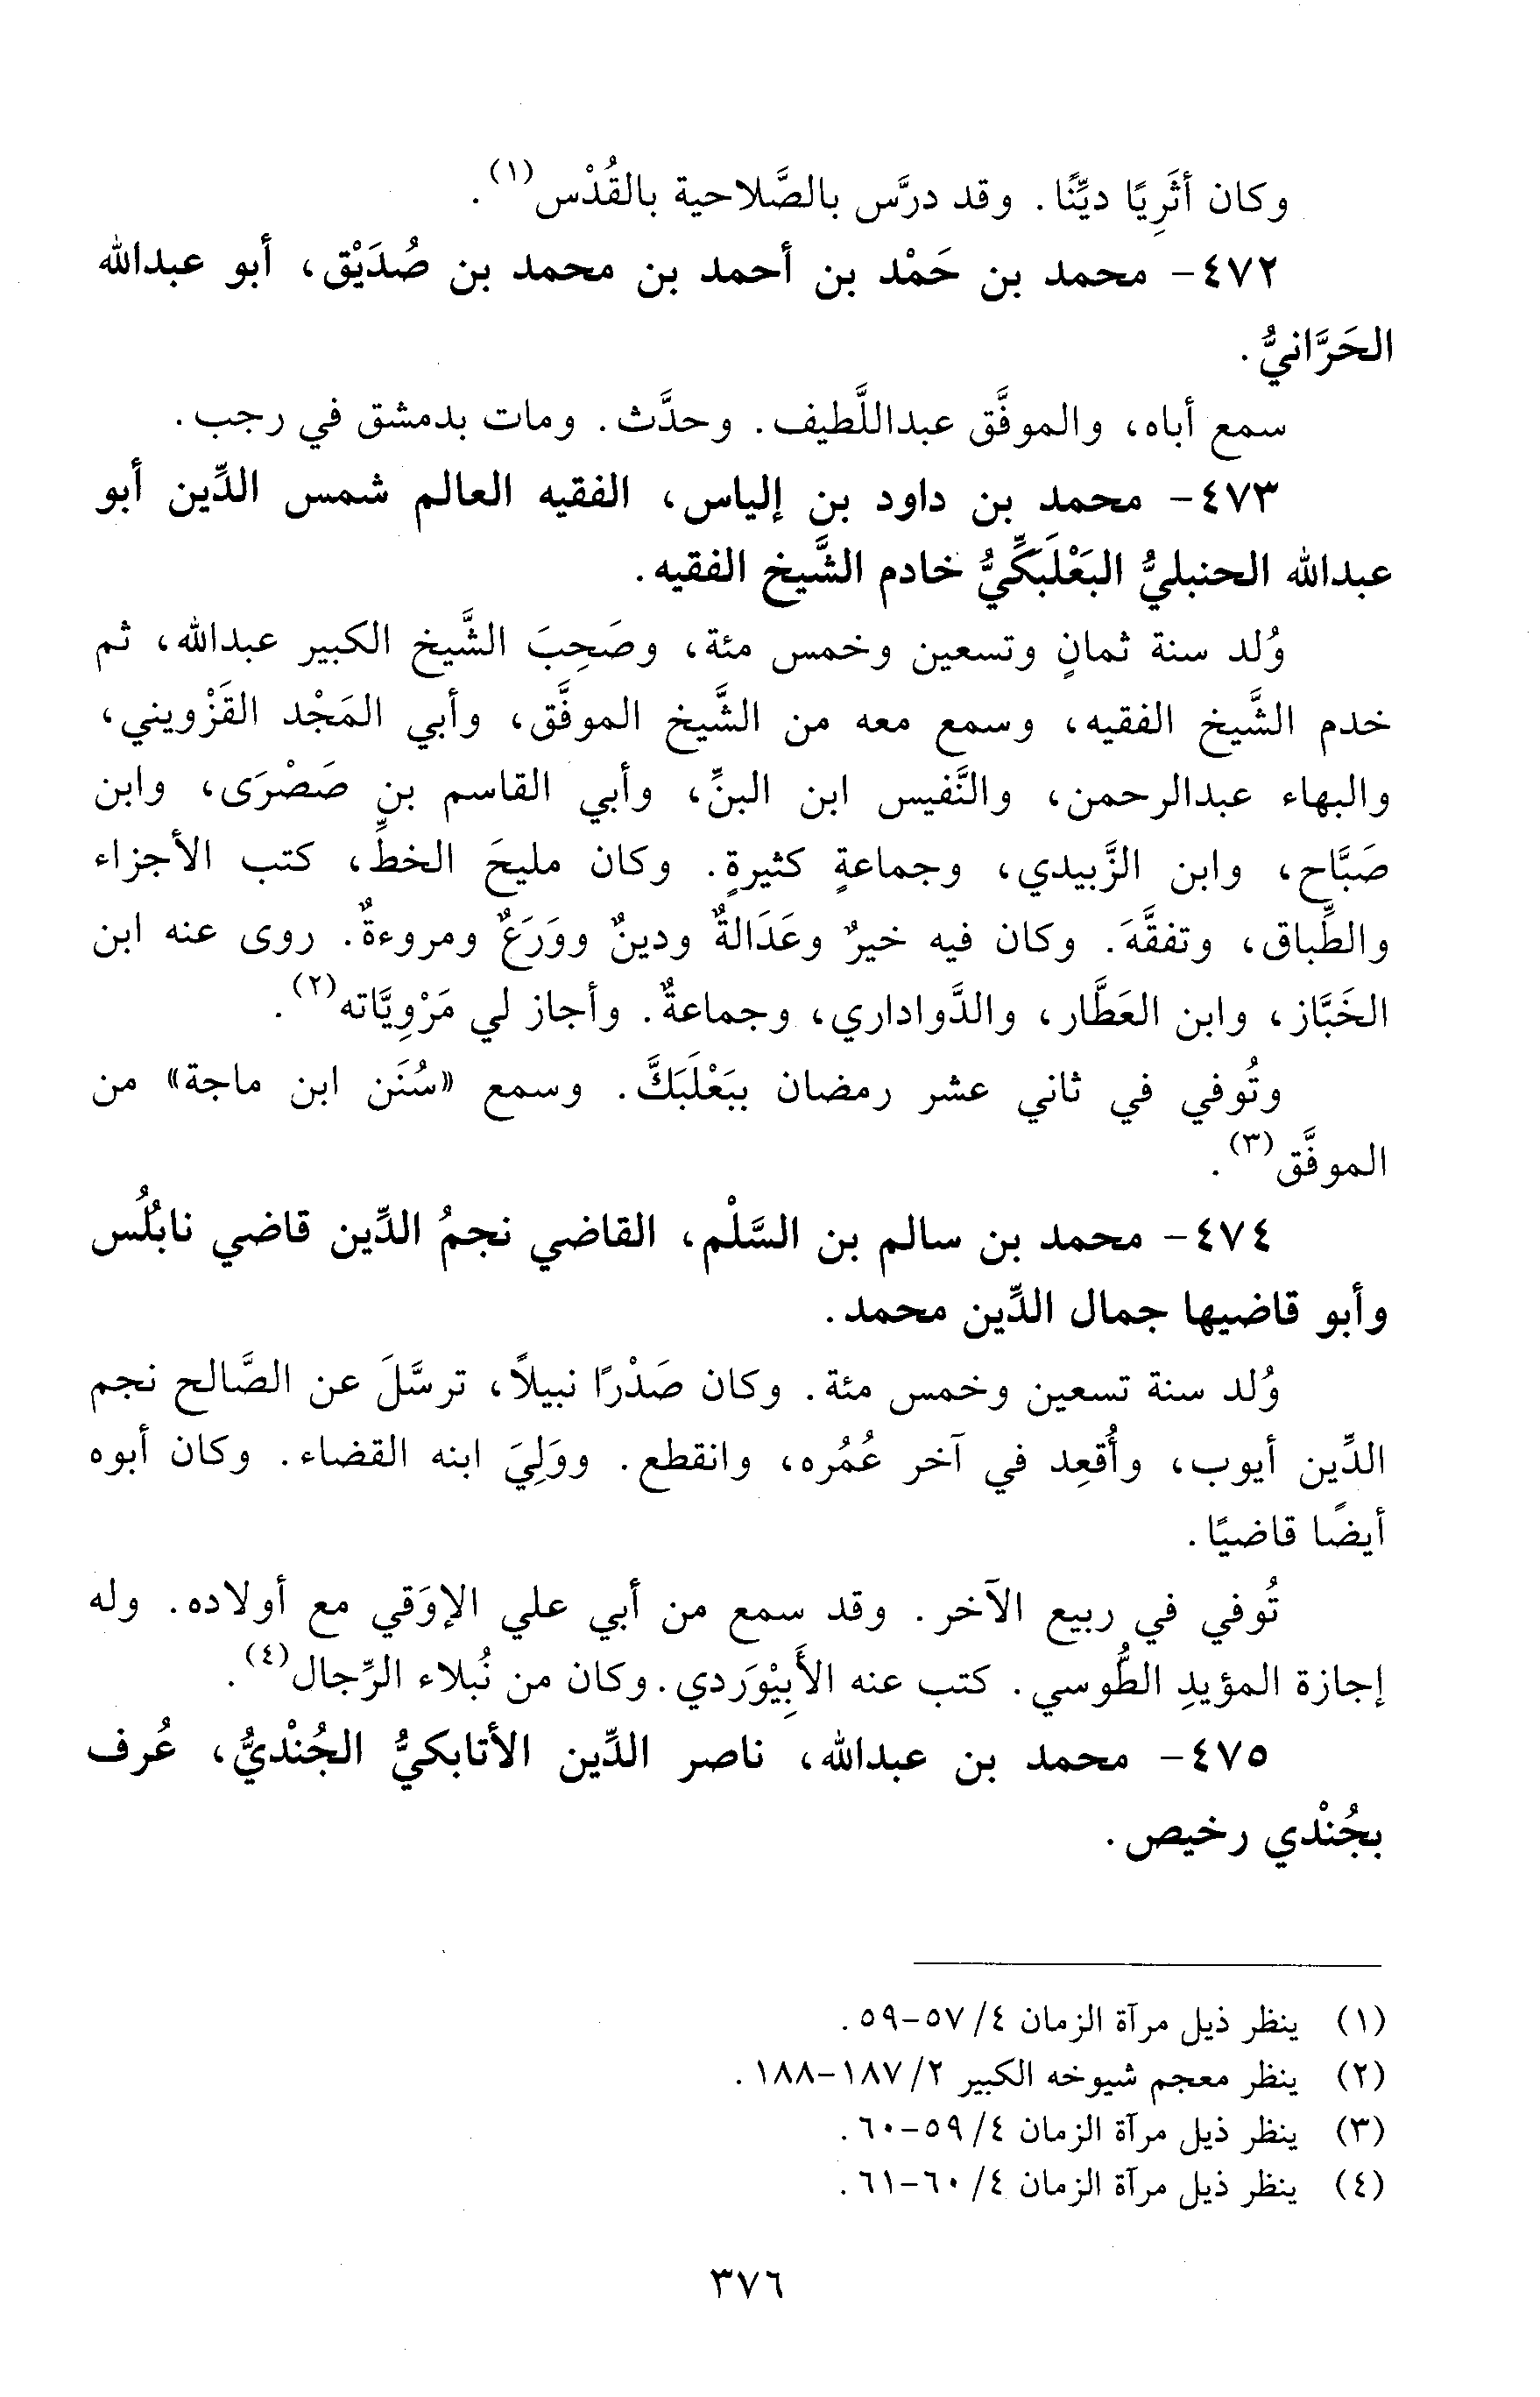 وكان أثَرِيًا ديِّنًا. وقد درَّس بالصَّلاحية بالقُدْس(١).
٤٧٢- محمد بن حَمْد بن أحمد بن محمد بن صُدَيْق، أبو عبدالله
الحَرَّانيُّ.
سمع أباه، والموفَّق عبداللَّطيف. وحدَّث. ومات بدمشق في رجب.
٤٧٣- محمد بن داود بن إلياس، الفقيه العالم شمس الدِّين أبو
عبدالله الحنبليُّ البَعْلَبَكِّيُّ خادم الشَّيخ الفقيه.
وُلد سنة ثمانٍ وتسعين وخمس مئة، وصَحِبَ الشَّيخ الكبير عبدالله، ثم
خدم الشَّيخ الفقيه، وسمع معه من الشَّيخ الموفَّق، وأبي المَجْد القَزْويني،
والبهاء عبدالرحمن، والنَّفيس ابن البنِّ، وأبي القاسم بن صَصْرَى، وابن
صَبَّاح، وابن الزَّبيدي، وجماعةٍ كثيرةٍ. وكان مليحَ الخطِّ، كتب الأجزاء
والطِّباق، وتفقَّهَ. وكان فيه خيرٌ وعَدَالةٌ ودينٌ ووَرَعٌ ومروءةٌ. روى عنه ابن
الخَبَّاز، وابن العَطَّار، والدَّواداري، وجماعةٌ. وأجاز لي مَرْوِيَّاته(٢).
وتُوفي في ثاني عشر رمضان ببَعْلَبَكَّ. وسمع «سُنَن ابن ماجة» من
الموفَّق(٣).
٤٧٤- محمد بن سالم بن السَّلْم، القاضي نجمُ الدِّين قاضي نابلُس
وأبو قاضيها جمال الدِّين محمد.
وُلد سنة تسعين وخمس مئة. وكان صَدْرًا نبيلاً، ترسَّلَ عن الصَّالح نجم
الدِّين أيوب، وأُقعِد في آخر عُمُره، وانقطع. ووَلِيَ ابنه القضاء. وكان أبوه
أيضًا قاضيًا.
تُوفي في ربيع الآخر. وقد سمع من أبي علي الإوَقي مع أولاده. وله
إجازة المؤيدِ الطُّوسي. كتب عنه الأَبِيْوَردي. وكان من نُبلاء الرِّجال(٤).
٤٧٥- محمد بن عبدالله، ناصر الدِّين الأتابكيُّ الجُنْديُّ، عُرف
بجُنْدي رخيص.
(١) ينظر ذيل مرآة الزمان ٤/ ٥٧-٥٩.
(٢) ينظر معجم شيوخه الكبير ٢/ ١٨٧-١٨٨.
(٣) ينظر ذيل مرآة الزمان ٤/ ٥٩-٦٠.
(٤) ينظر ذيل مرآة الزمان ٤/ ٦٠-٦١.
٣٧٦